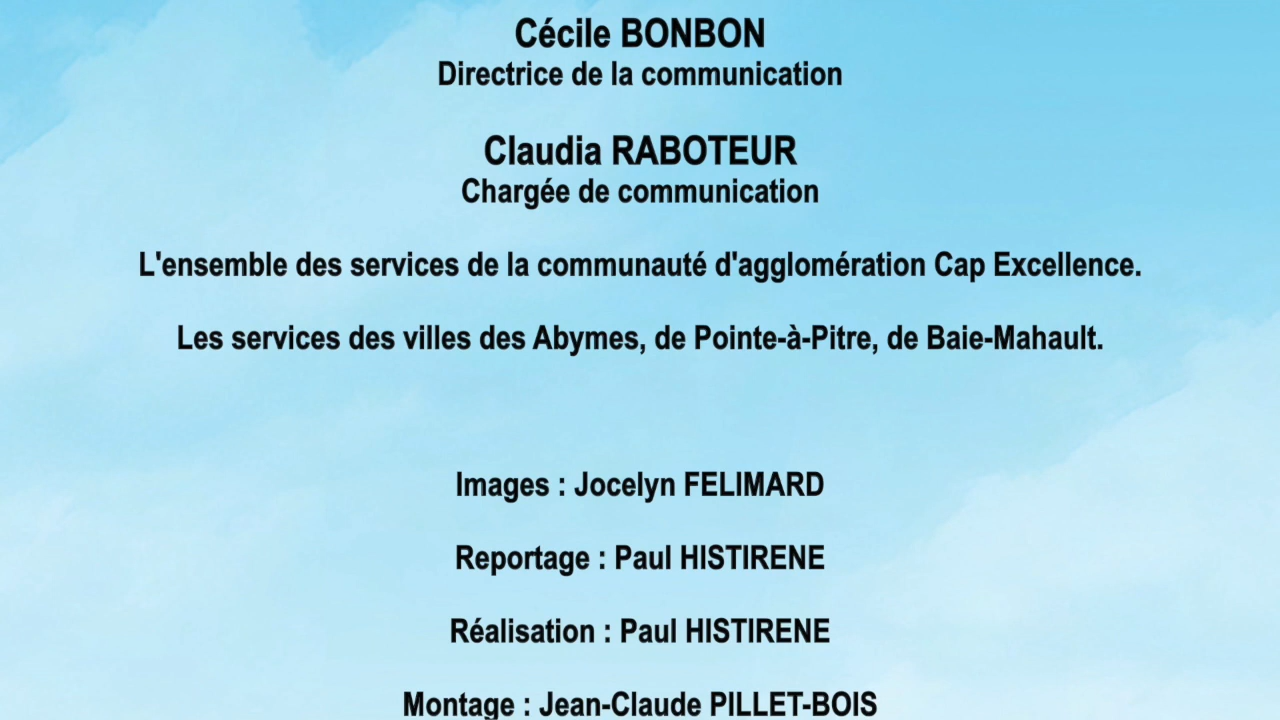 Cécile BONBON
Directrice de la communication
Claudia RABOTEUR
Chargée de communication
L'ensemble des services de la communauté d'agglomération Cap Excellence.
Les services des villes des Abymes, de Pointe-à-Pitre, de Baie-Mahault.
Images : Jocelyn FELIMARD
Reportage : Paul HISTIRENE
Réalisation : Paul HISTIRENE
Montage : Jean-Claude PILLET-BOIS